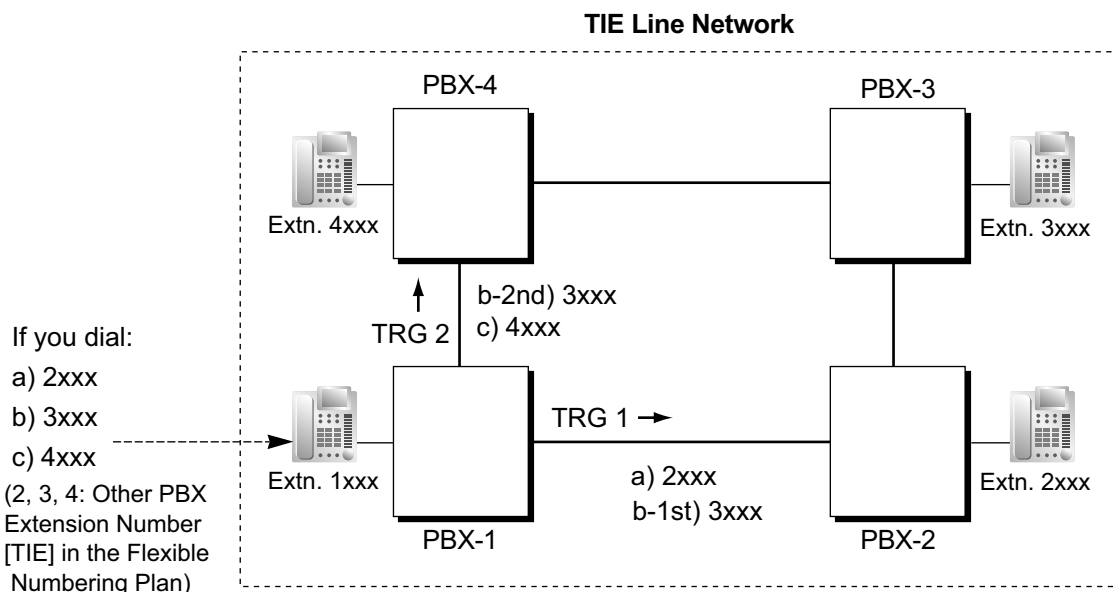 TIE Line Network
PBX-4
PBX-3
Extn. 4xxx
Extn. 3xxx
b-2nd) 3xxx
TRG 2
c) 4xxx
If you dial:
a) 2xxx
b) 3xxx
c) 4xxx
(2, 3, 4: Other PBX
Extension Number
[TIE] in the Flexible
Numbering Plan)
TRG 1
Extn. 1xxx
a) 2xxx
b-1st) 3xxx
Extn. 2xxx
PBX-1
PBX-2